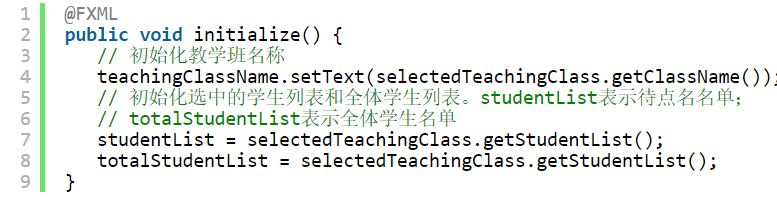 1 @FXML
2 public void initialize() {
3 // 初始化教学班名称
4 teachingClassName.setText(selectedTeachingClass.getClassName());
5 // 初始化选中的学生列表和全体学生列表。studentList表示待点名名单；
6 // totalStudentList表示全体学生名单
7 studentList = selectedTeachingClass.getStudentList();
8 totalStudentList = selectedTeachingClass.getStudentList();
9 }